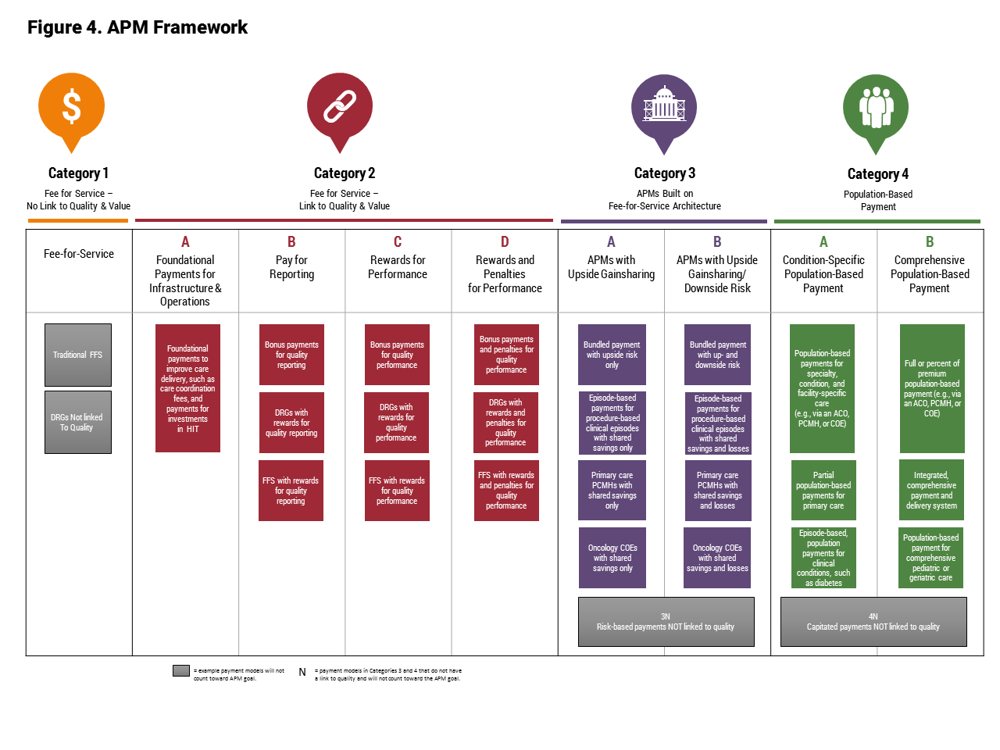 Figure 4. APM Framework
$
Category 1
Fee for Service –
No Link to Quality & Value
Category 2
Fee for Service –
Link to Quality & Value
Category 3
APMs Built on
Fee-for-Service Architecture
Category 4
Population-Based
Payment
Fee-for-Service
A
Foundational
Payments for
Infrastructure &
Operations
B
Pay for
Reporting
C
Rewards for
Performance
D
Rewards and
Penalties
for Performance
A
APMs with
Upside Gainsharing
B
APMs with Upside
Gainsharing/
Downside Risk
A
Condition-Specific
Population-Based
Payment
B
Comprehensive
Population-Based
Payment
Traditional FFS
DRGs Not linked
To Quality
Foundational
payments to
improve care
delivery, such as
care coordination
fees, and
payments for
investments
in HIT
Bonus payments
for quality
reporting
DRGs with
rewards for
quality reporting
FFS with rewards
for quality
reporting
Bonus payments
for quality
performance
DRGs with
rewards for
quality
performance
FFS with rewards
for quality
performance
Bonus payments
and penalties for
quality
performance
DRGs with
rewards and
penalties for
quality
performance
FFS with rewards
and penalties for
quality
performance
Bundled payment
with upside risk
only
Episode-based
payments for
procedure-based
clinical episodes
with shared
savings only
Primary care
PCMHs with
shared savings
only
Oncology COEs
with shared
savings only
Bundled payment
with up- and
downside risk
Episode-based
payments for
procedure-based
clinical episodes
with shared
savings and losses
Primary care
PCMHs with
shared savings
and losses
Oncology COEs
with shared
savings and losses
3N
Risk-based payments NOT linked to quality
Population-based
payments for
specialty,
condition, and
facility-specific
care
(e.g., via an ACO,
PCMH, or COE)
Partial
population-based
payments for
primary care
Episode-based,
population
payments for
clinical
conditions, such
as diabetes
Full or percent of
premium
population-based
payment (e.g., via
an ACO, PCMH, or
COE)
Integrated,
comprehensive
payment and
delivery system
Population-based
payment for
comprehensive
pediatric or
geriatric care
4N
Capitated payments NOT linked to quality
= example payment models will not
count toward APM goal.
N
= payment models in Categories 3 and 4 that do not have
a link to quality and will not count toward the APM goal.